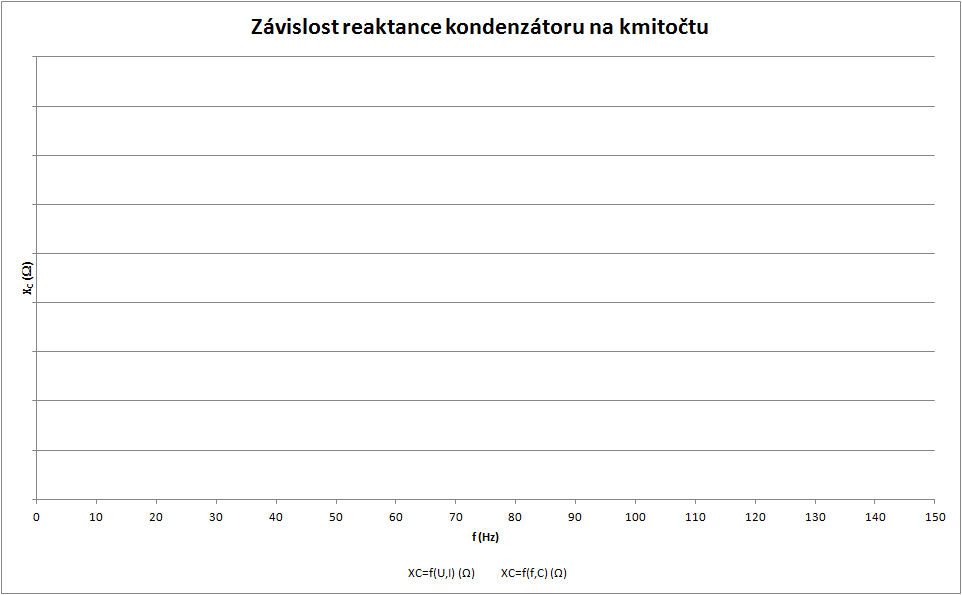 Závislost reaktance kondenzátoru na kmitočtu
X_C (Ω)
0 10 20 30 40 50 60 70 80 90 100 110 120 130 140 150
f (Hz)
XC=f(U,I) (Ω) XC=f(f,C) (Ω)